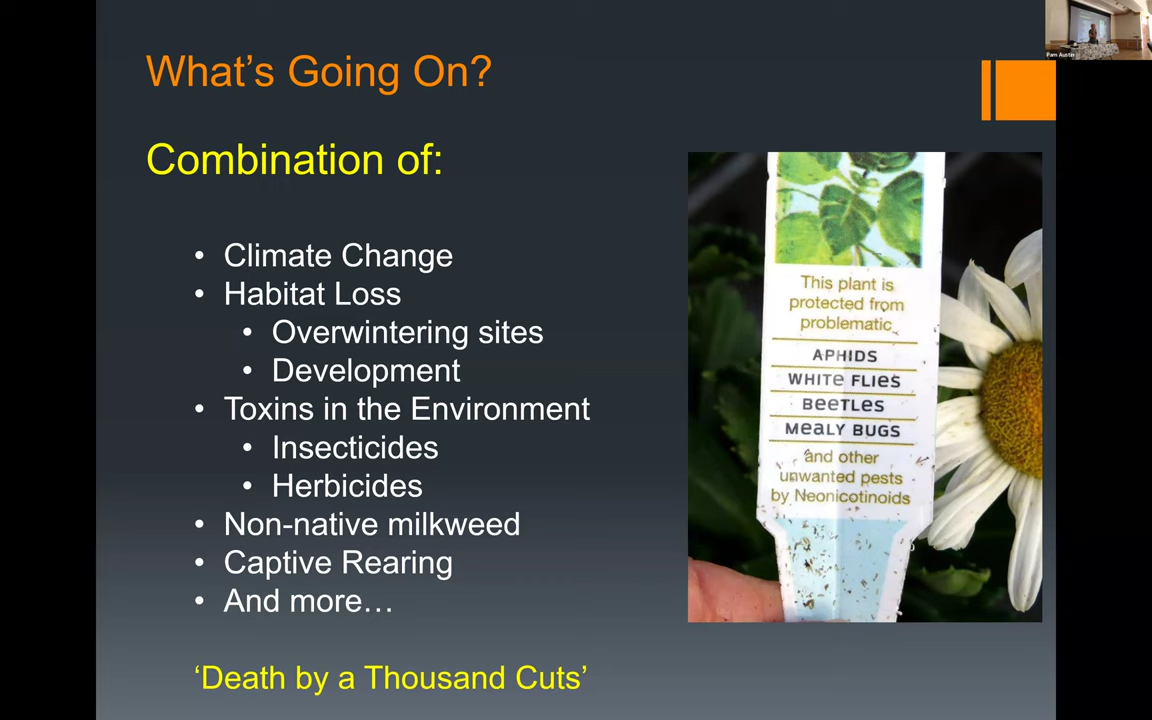 What's Going On?
Combination of:
• Climate Change
• Habitat Loss
• Overwintering sites
• Development
• Toxins in the Environment
• Insecticides
• Herbicides
• Non-native milkweed
• Captive Rearing
• And more…
‘Death by a Thousand Cuts’
This plant is
protected from
problematic
APHIDS
WHITE FLIES
BEETLES
MEALY BUGS
and other
unwanted pests
by Neonicotinoids
Pam Austin